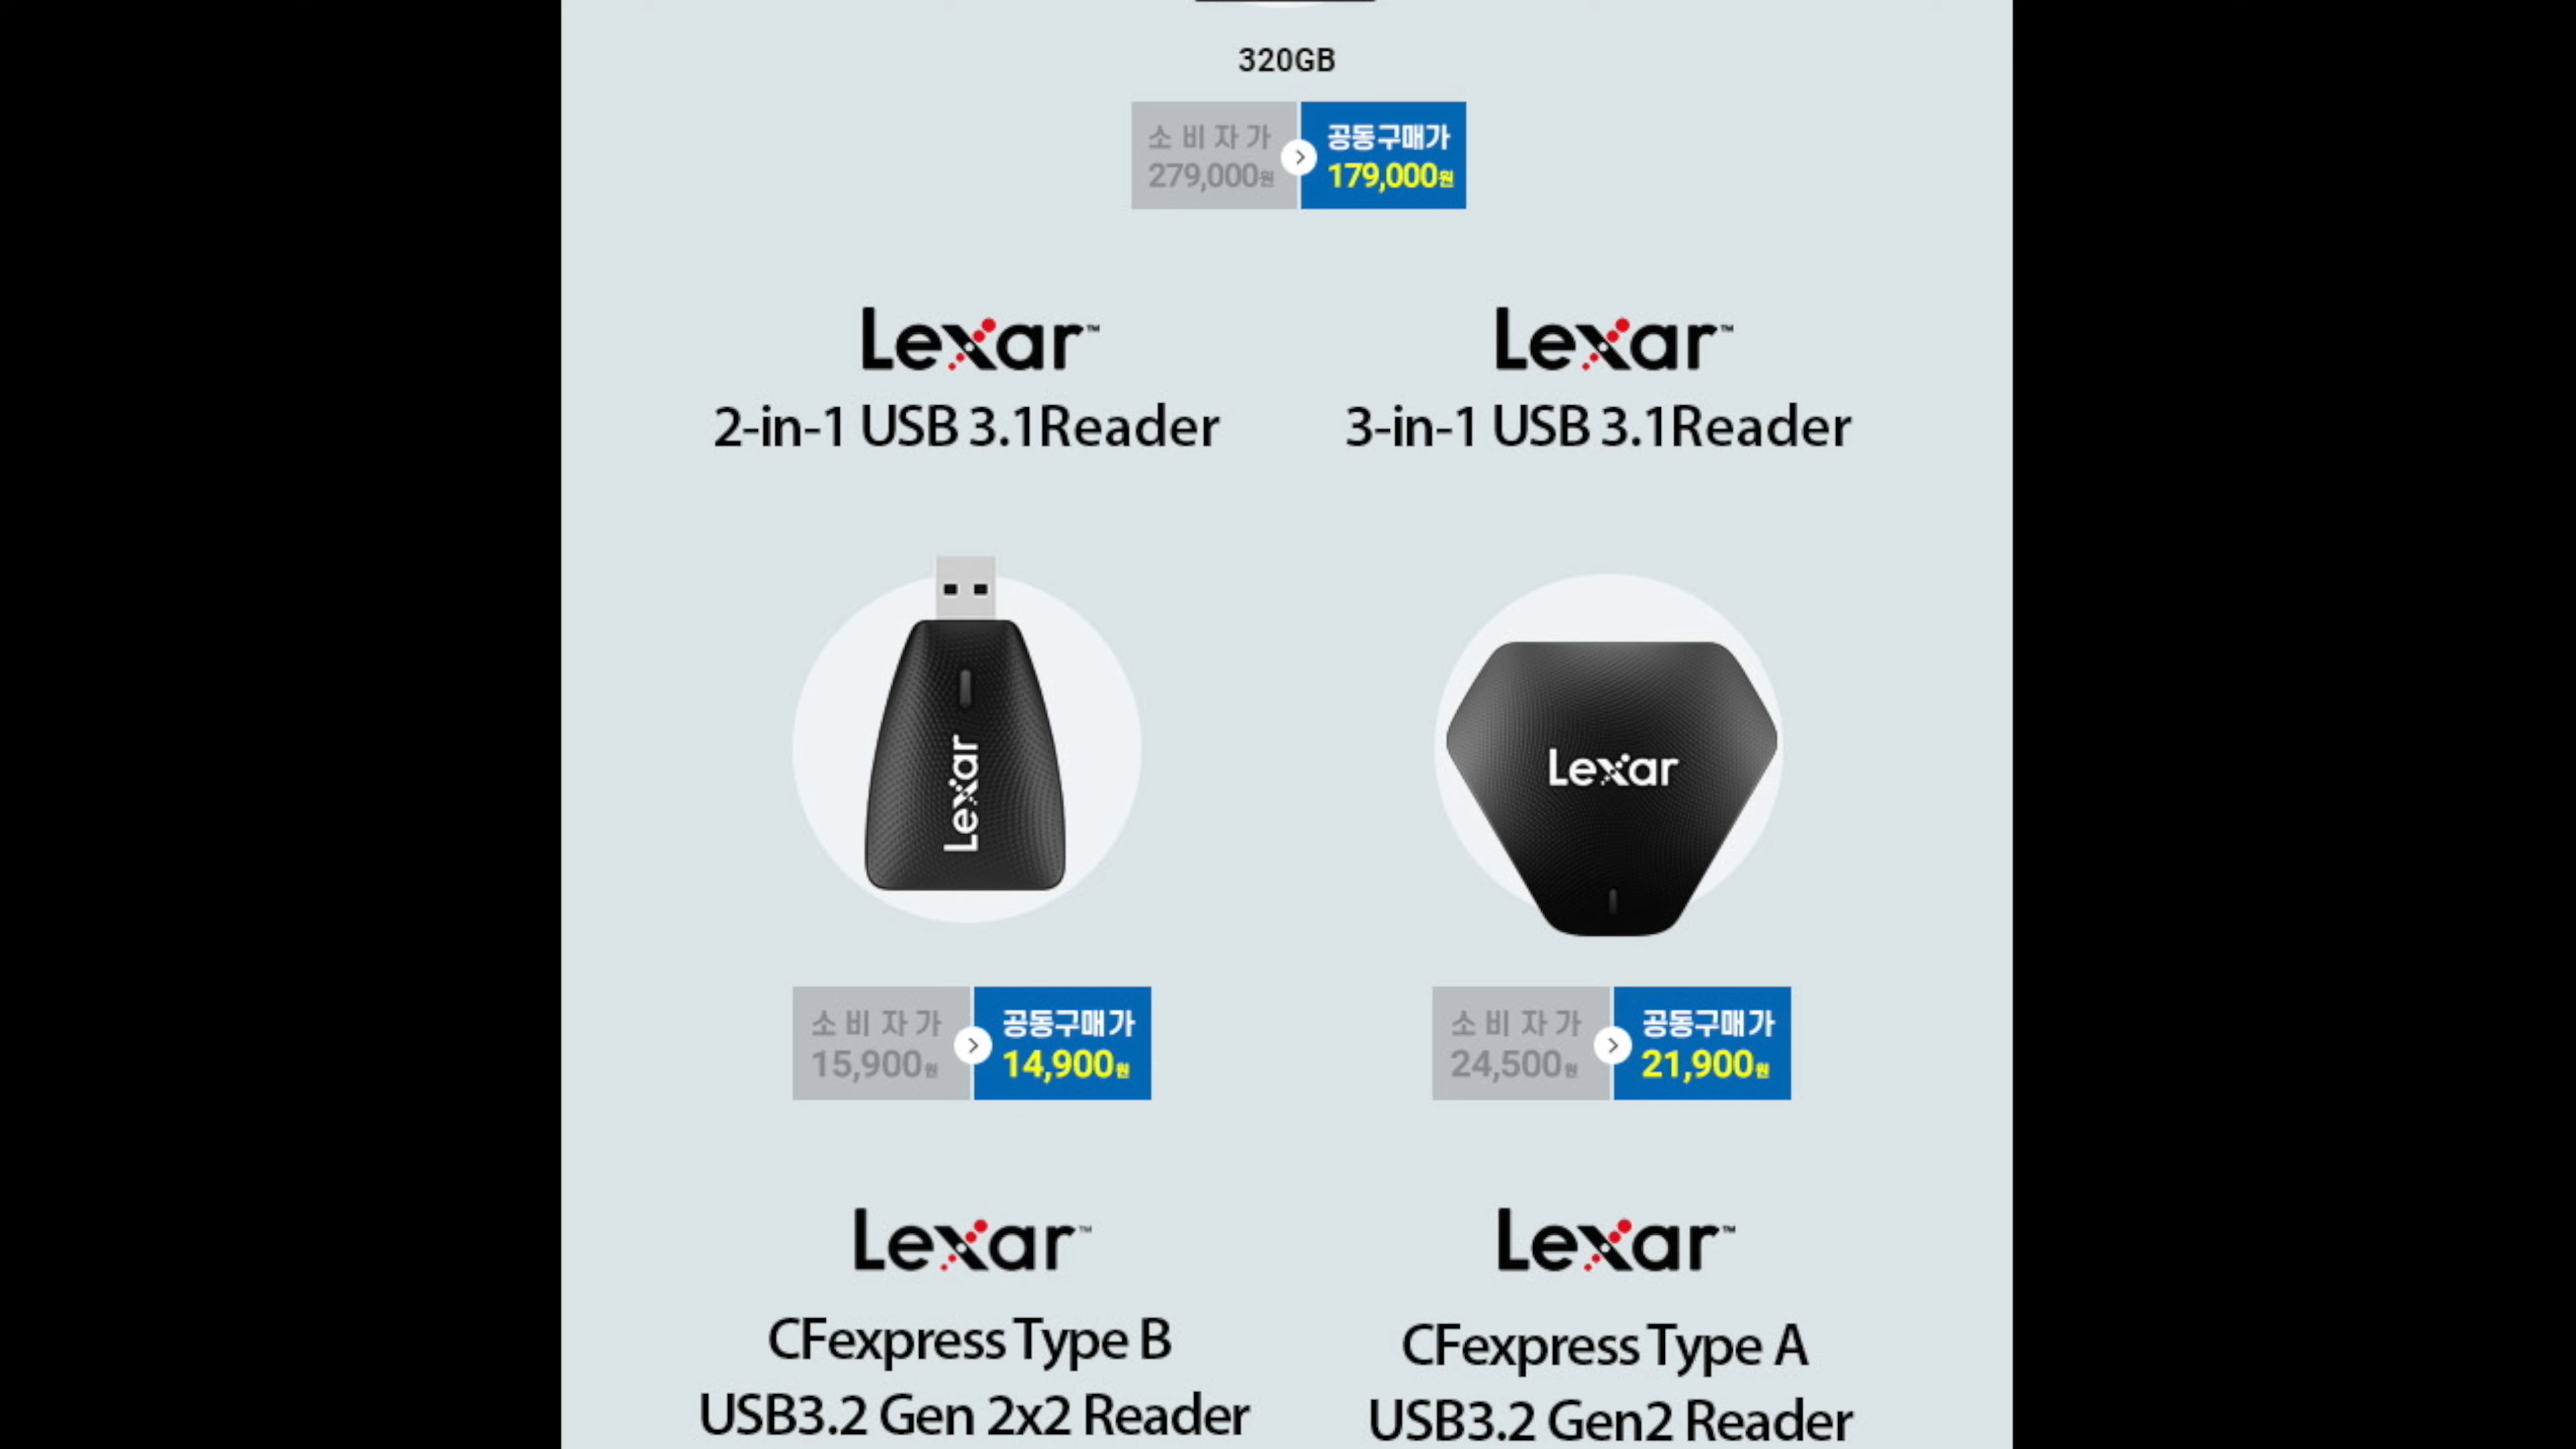 320GB
소비자가
279,000원
공동구매가
179,000원
Lexar™
2-in-1 USB 3.1Reader
Lexar™
3-in-1 USB 3.1Reader
Lexar
Lexar
소비자가
15,900원
공동구매가
14,900원
소비자가
24,500원
공동구매가
21,900원
Lexar™
CFexpress Type B
USB3.2 Gen 2x2 Reader
Lexar™
CFexpress Type A
USB3.2 Gen2 Reader